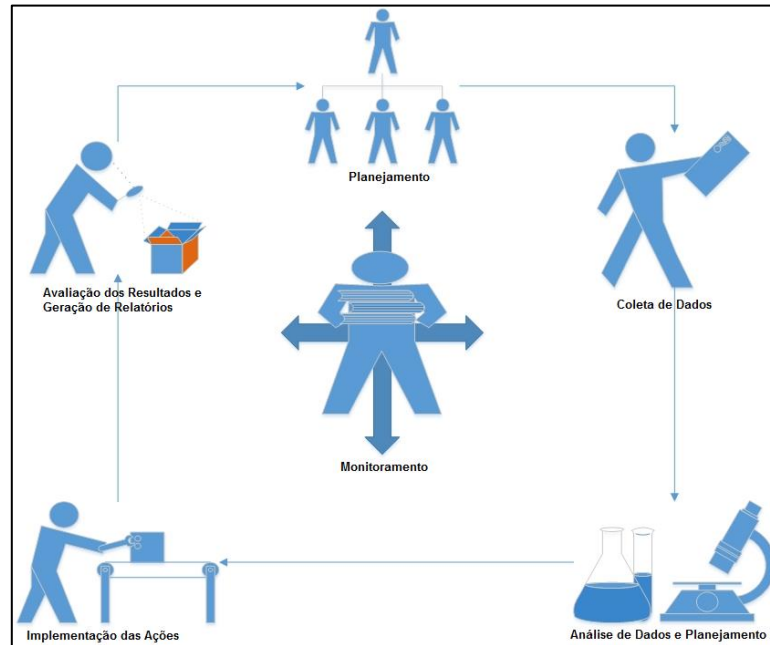 Planejamento
Coleta de Dados
Avaliação dos Resultados e
Geração de Relatórios
Monitoramento
Implementação das Ações
Análise de Dados e Planejamento